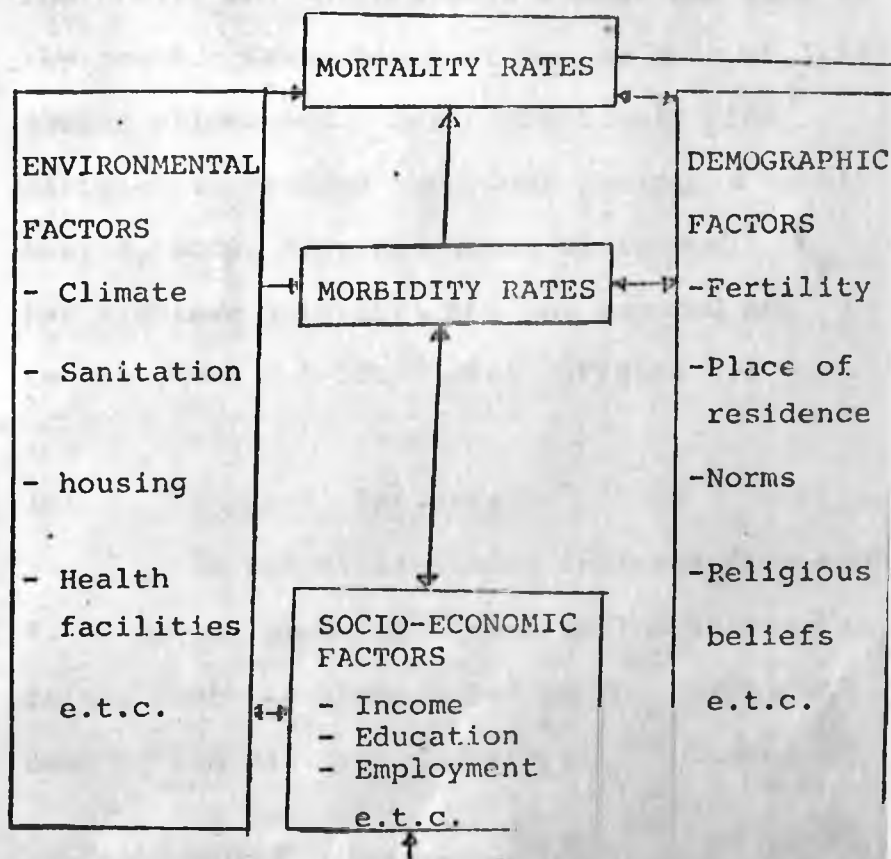 MORTALITY RATES
ENVIRONMENTAL
FACTORS
- Climate
- Sanitation
- housing
- Health
facilities
e.t.c.
MORBIDITY RATES
SOCIO-ECONOMIC
FACTORS
- Income
- Education
- Employment
e.t.c.
DEMOGRAPHIC
FACTORS
-Fertility
-Place of
residence
-Norms
-Religious
beliefs
e.t.c.